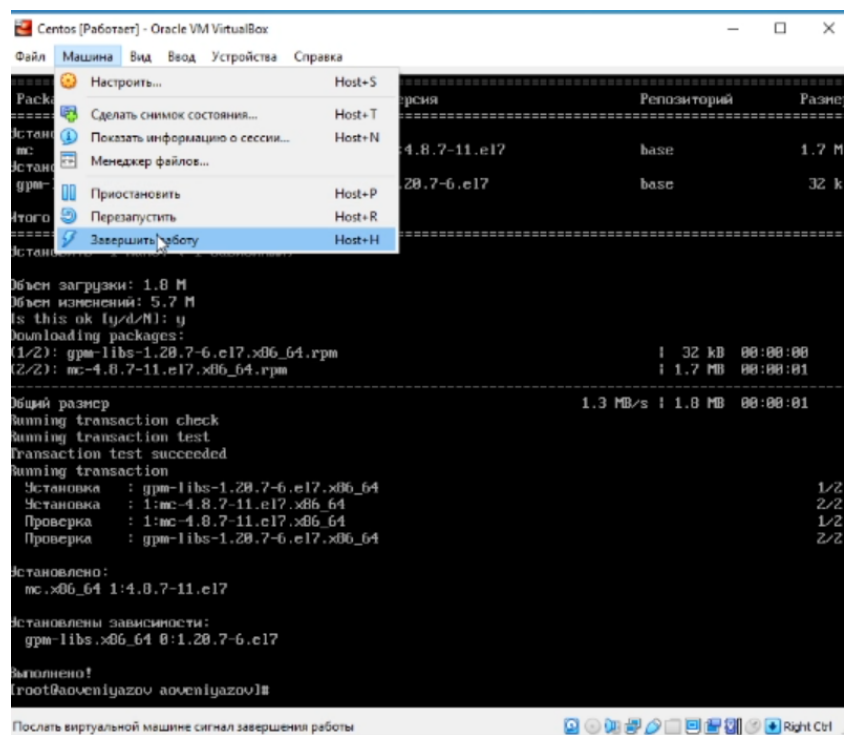 Centos [Работает] - Oracle VM VirtualBox
Файл Машина Вид Ввод Устройства Справка
Настроить... Host+S
Сделать снимок состояния... Host+T
Показать информацию о сессии... Host+N
Менеджер файлов... 
Приостановить Host+P
Перезапустить Host+R
Завершить работу Host+H
Репозиторий
mc :4.8.7-11.el7 base 1.7 M
gpm- .20.7-6.el7 base 32 k
Объем загрузки: 1.8 M
Объем изменений: 5.7 M
Is this ok [y/d/N]: y
Downloading packages:
(1/2): gpm-libs-1.20.7-6.el7.x86_64.rpm | 32 kB 00:00:00
(2/2): mc-4.8.7-11.el7.x86_64.rpm | 1.7 MB 00:00:01
Общий размер 1.3 MB/s | 1.8 MB 00:00:01
Running transaction check
Running transaction test
Transaction test succeeded
Running transaction
Установка : gpm-libs-1.20.7-6.el7.x86_64 1/2
Установка : 1:mc-4.8.7-11.el7.x86_64 2/2
Проверка : 1:mc-4.8.7-11.el7.x86_64 1/2
Проверка : gpm-libs-1.20.7-6.el7.x86_64 2/2
Установлено:
mc.x86_64 1:4.8.7-11.el7
Установлены зависимости:
gpm-libs.x86_64 0:1.20.7-6.el7
Выполнено!
[root@aoveniyazov aoveniyazov]#
Послать виртуальной машине сигнал завершения работы Right Ctrl